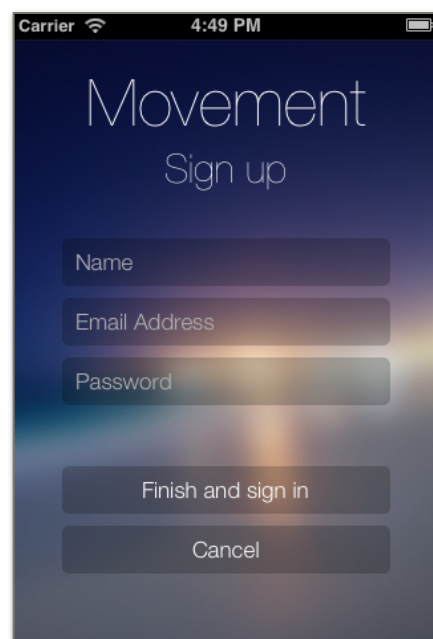 Carrier 4:49 PM
Movement
Sign up
Name
Email Address
Password
Finish and sign in
Cancel